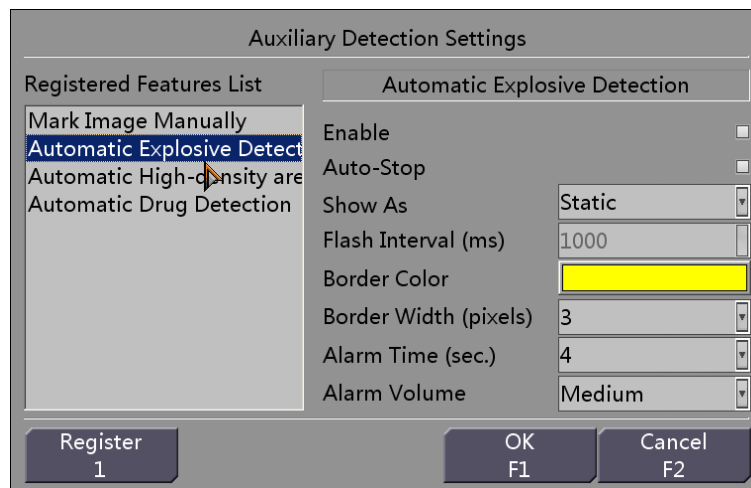 Auxiliary Detection Settings
Registered Features List
Mark Image Manually
Automatic Explosive Detect
Automatic High-density are
Automatic Drug Detection
Automatic Explosive Detection
Enable
Auto-Stop
Show As Static
Flash Interval (ms) 1000
Border Color
Border Width (pixels) 3
Alarm Time (sec.) 4
Alarm Volume Medium
Register
1
OK
F1
Cancel
F2